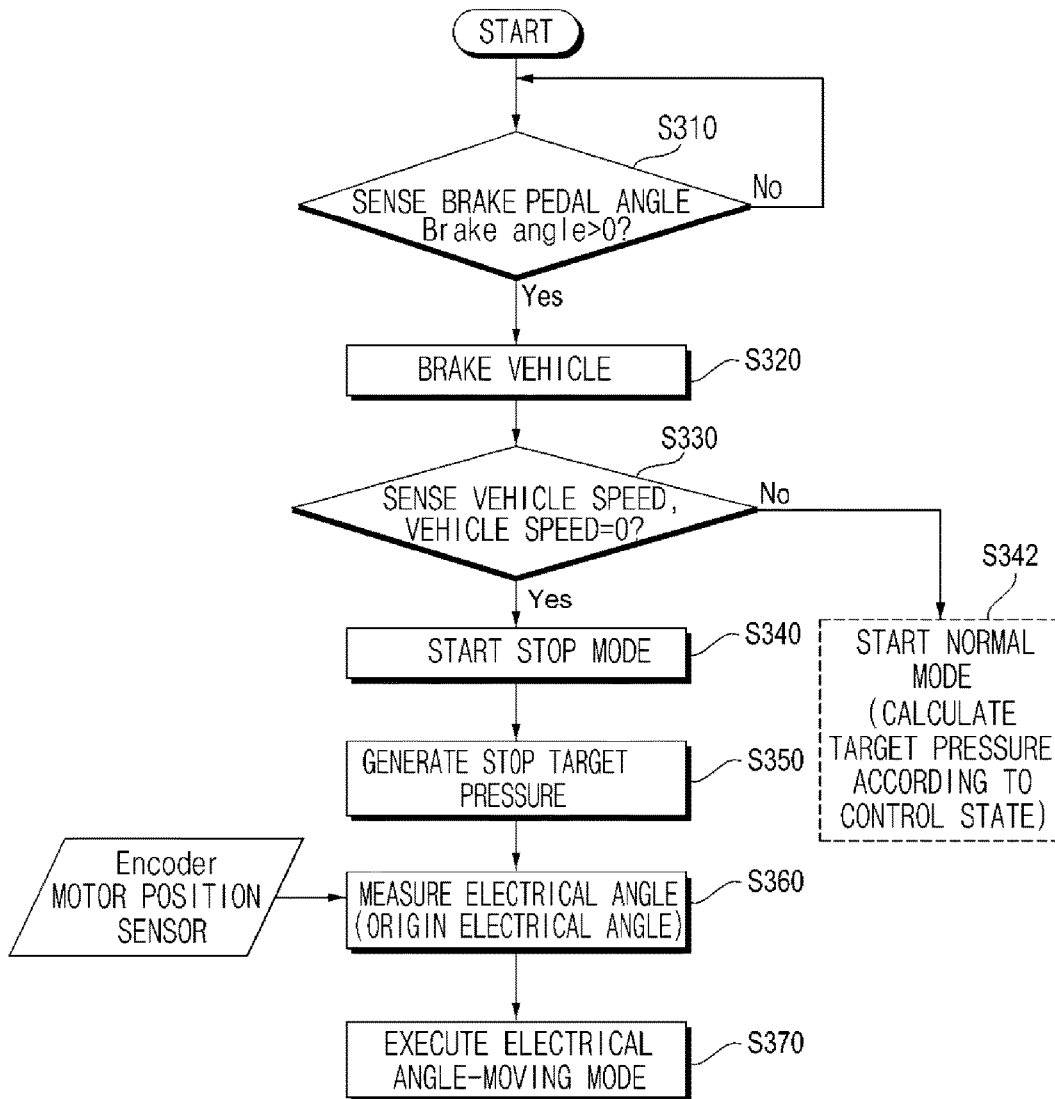 START
S310
SENSE BRAKE PEDAL ANGLE
Brake angle>0?
No
Yes
BRAKE VEHICLE
S320
S330
SENSE VEHICLE SPEED,
VEHICLE SPEED=0?
No
Yes
S342
START NORMAL
MODE
(CALCULATE
TARGET PRESSURE
ACCORDING TO
CONTROL STATE)
START STOP MODE
S340
GENERATE STOP TARGET
PRESSURE
S350
Encoder
MOTOR POSITION
SENSOR
MEASURE ELECTRICAL ANGLE
(ORIGIN ELECTRICAL ANGLE)
S360
EXECUTE ELECTRICAL
ANGLE-MOVING MODE
S370